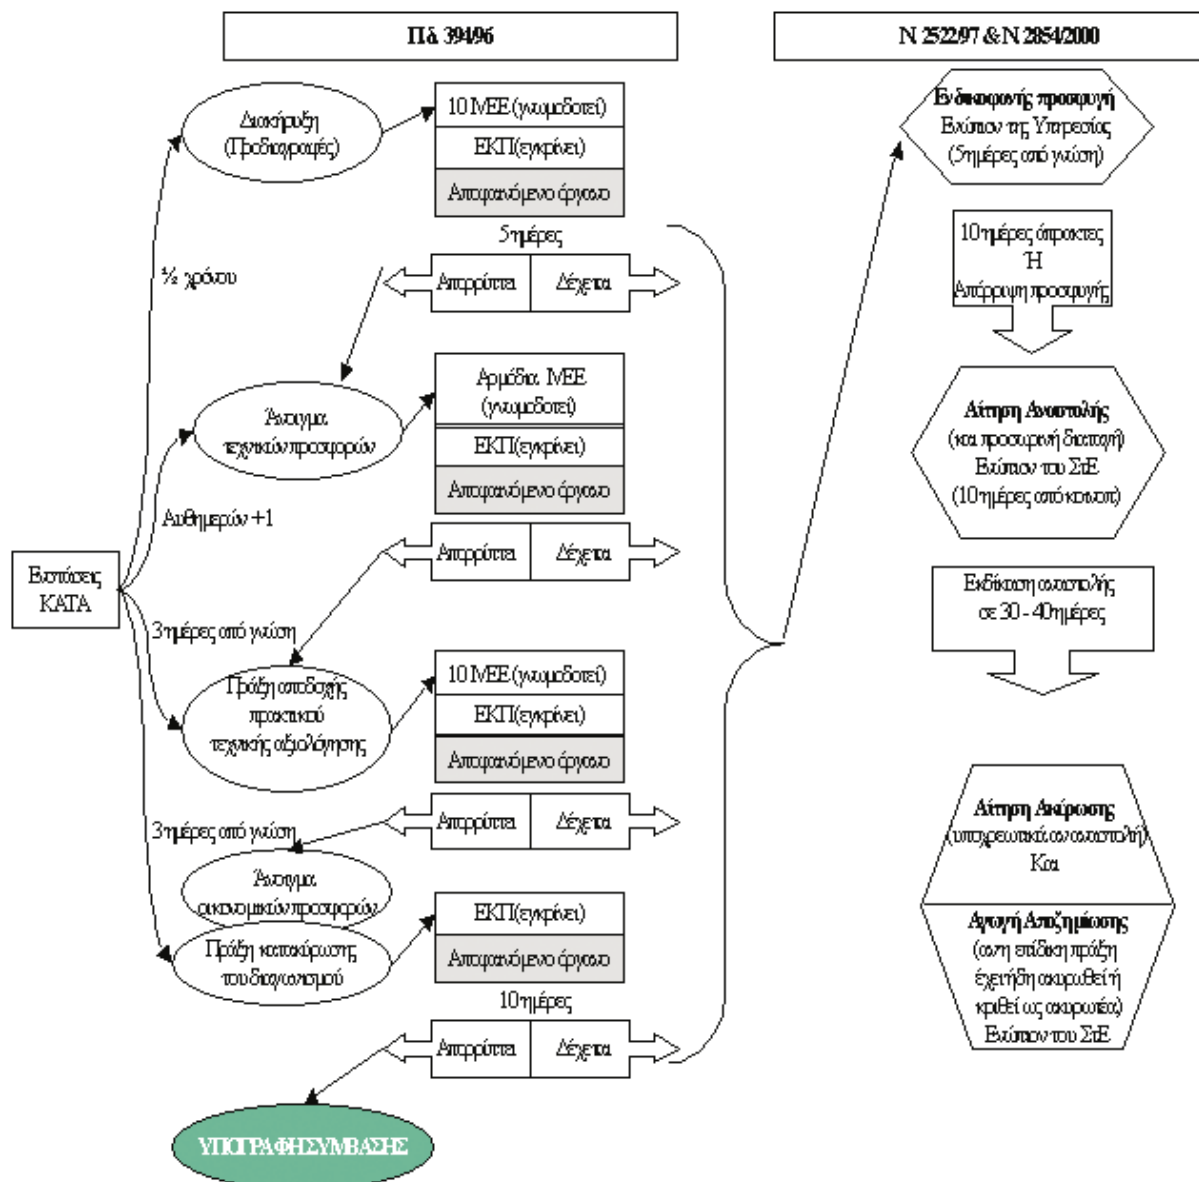 Πδ 394/96
Ν. 2522/97 & Ν. 2854/2000
Διακήρυξη
(Προδιαγραφές)
10 ΜΕΕ (γνωμοδοτεί)
ΕΚΠ(εγκρίνει)
Αποφαινόμενο όργανο
5 ημέρες
Απορρίπτει
Δέχεται
½ χρόνου
Άνοιγμα
τεχνικών προσφορών
Αρμόδια ΜΕΕ
(γνωμοδοτεί)
ΕΚΠ(εγκρίνει)
Αποφαινόμενο όργανο
Αυθημερόν +1
Απορρίπτει
Δέχεται
Ενστάσεις
ΚΑΤΑ
3 ημέρες από γνώση
Πράξη αποδοχής
πρακτικού
τεχνικής αξιολόγησης
10 ΜΕΕ (γνωμοδοτεί)
ΕΚΠ(εγκρίνει)
Αποφαινόμενο όργανο
3 ημέρες από γνώση
Απορρίπτει
Δέχεται
Άνοιγμα
οικονομικών προσφορών
Πράξη κατακύρωσης
του διαγωνισμού
ΕΚΠ(εγκρίνει)
Αποφαινόμενο όργανο
10 ημέρες
Απορρίπτει
Δέχεται
ΥΠΟΓΡΑΦΗ ΣΥΜΒΑΣΗΣ
Ενδικοφανής προσφυγή
Ενώπιον της Υπηρεσίας
(5 ημέρες από γνώση)
10 ημέρες άπρακτες
Ή
Απόρριψη προσφυγής
Αίτηση Αναστολής
(και προσωρινή διαταγή)
Ενώπιον του ΣτΕ
(10 ημέρες από κοινοπ)
Εκδίκαση αναστολής
σε 30 - 40 ημέρες
Αίτηση Ακύρωσης
(υποχρεωτικά αν αναστολή)
Και
Αγωγή Αποζημίωσης
(αν η επίδικη πράξη
έχει ήδη ακυρωθεί ή
κριθεί ως ακυρωτέα)
Ενώπιον του ΣτΕ